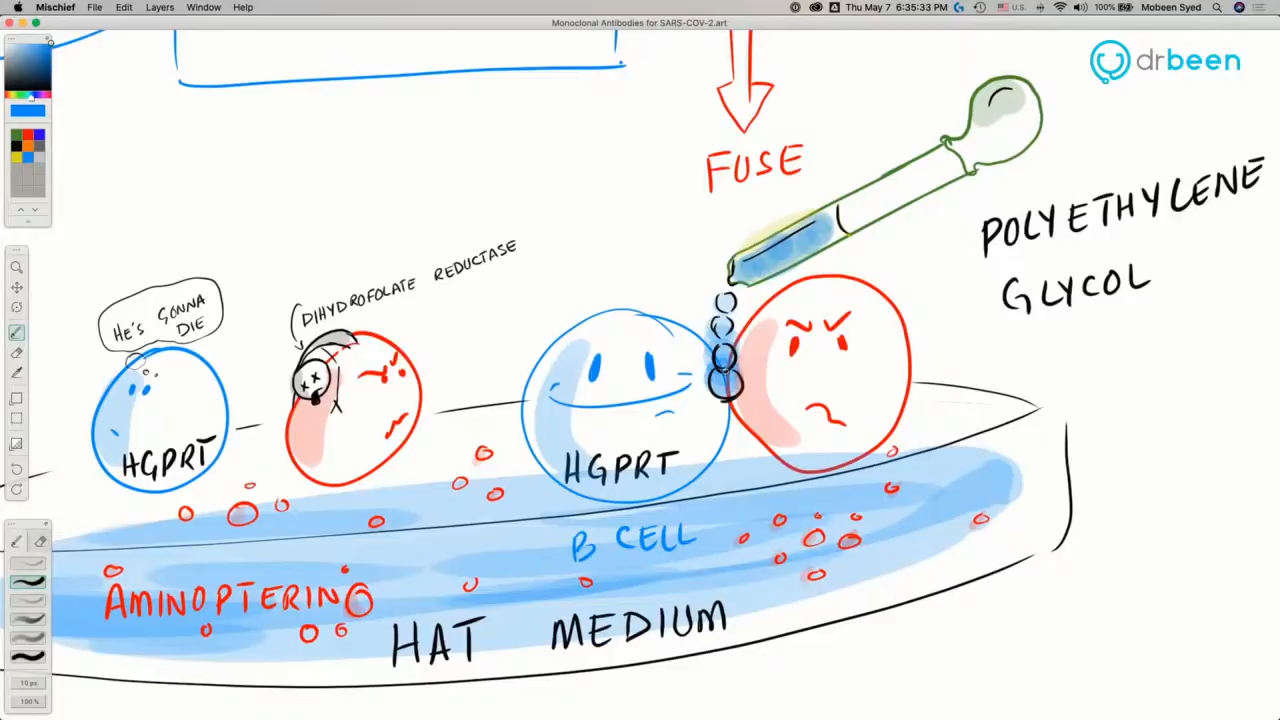 Mischief File Edit Layers Window Help
Thu May 7 6:35:33 PM U.S. 100% Mobeen Syed
Monoclonal Antibodies for SARS-COV-2.art
drbeen
FUSE
POLYETHYLENE
GLYCOL
DIHYDROFOLATE REDUCTASE
HE'S GONNA
DIE
HGPRT
HGPRT
B CELL
AMINOPTERIN
HAT MEDIUM
10 px
100 %